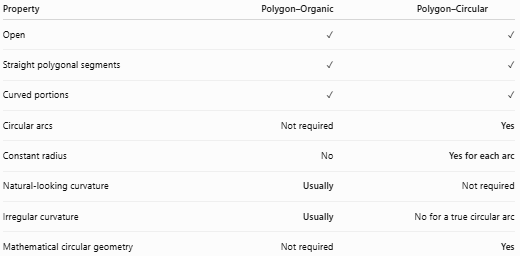 Property Polygon–Organic Polygon–Circular
Open ✓ ✓
Straight polygonal segments ✓ ✓
Curved portions ✓ ✓
Circular arcs Not required Yes
Constant radius No Yes for each arc
Natural-looking curvature Usually Not required
Irregular curvature Usually No for a true circular arc
Mathematical circular geometry Not required Yes